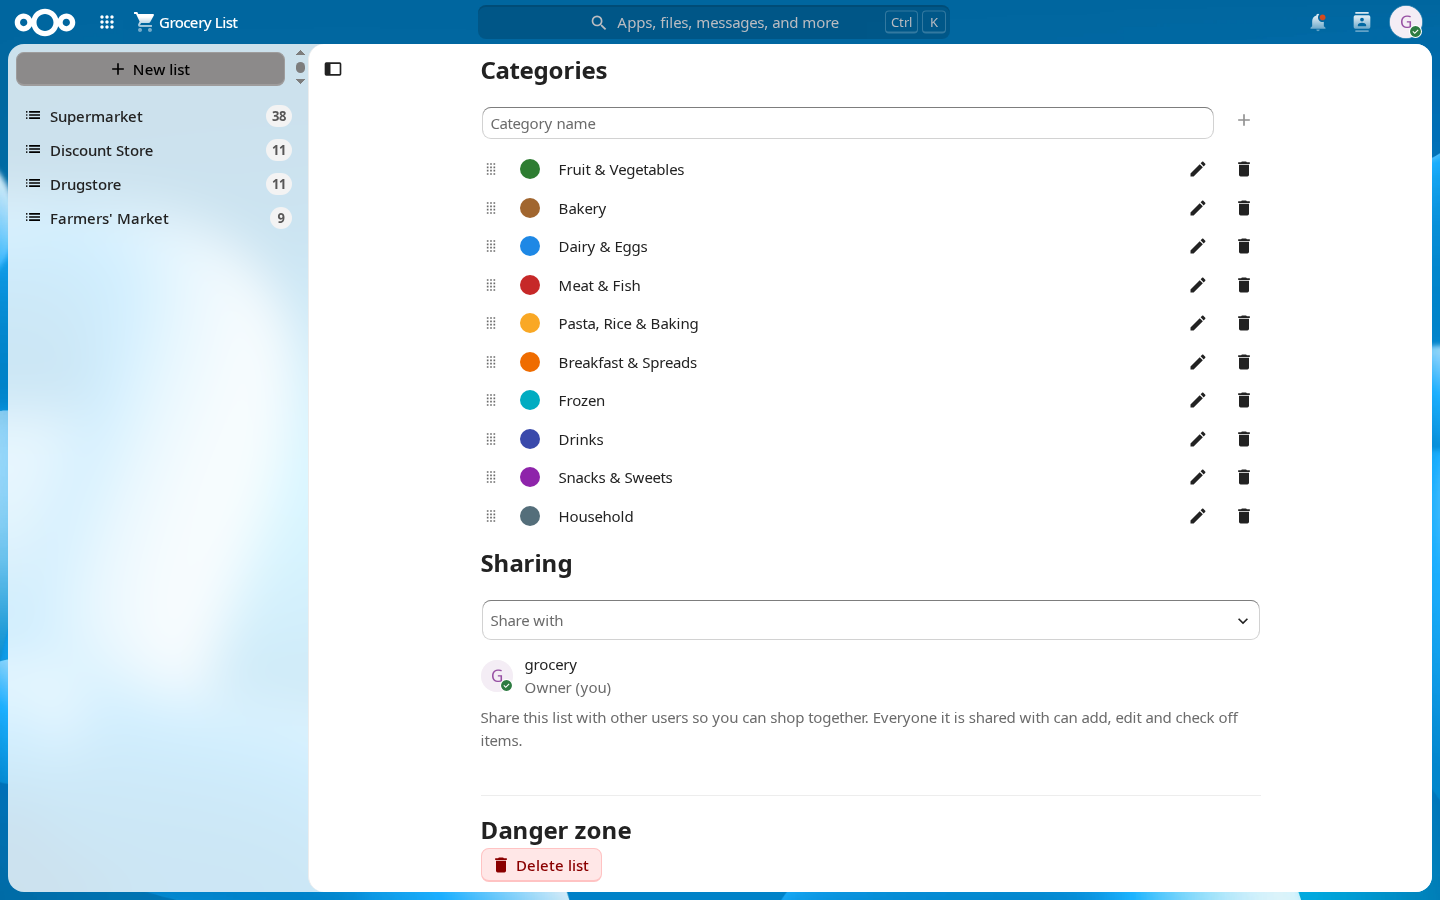 Grocery List
Apps, files, messages, and more
Ctrl
K
G
New list
Supermarket 38
Discount Store 11
Drugstore 11
Farmers' Market 9
Categories
Category name
Fruit & Vegetables
Bakery
Dairy & Eggs
Meat & Fish
Pasta, Rice & Baking
Breakfast & Spreads
Frozen
Drinks
Snacks & Sweets
Household
Sharing
Share with
G
grocery
Owner (you)
Share this list with other users so you can shop together. Everyone it is shared with can add, edit and check off
items.
Danger zone
Delete list